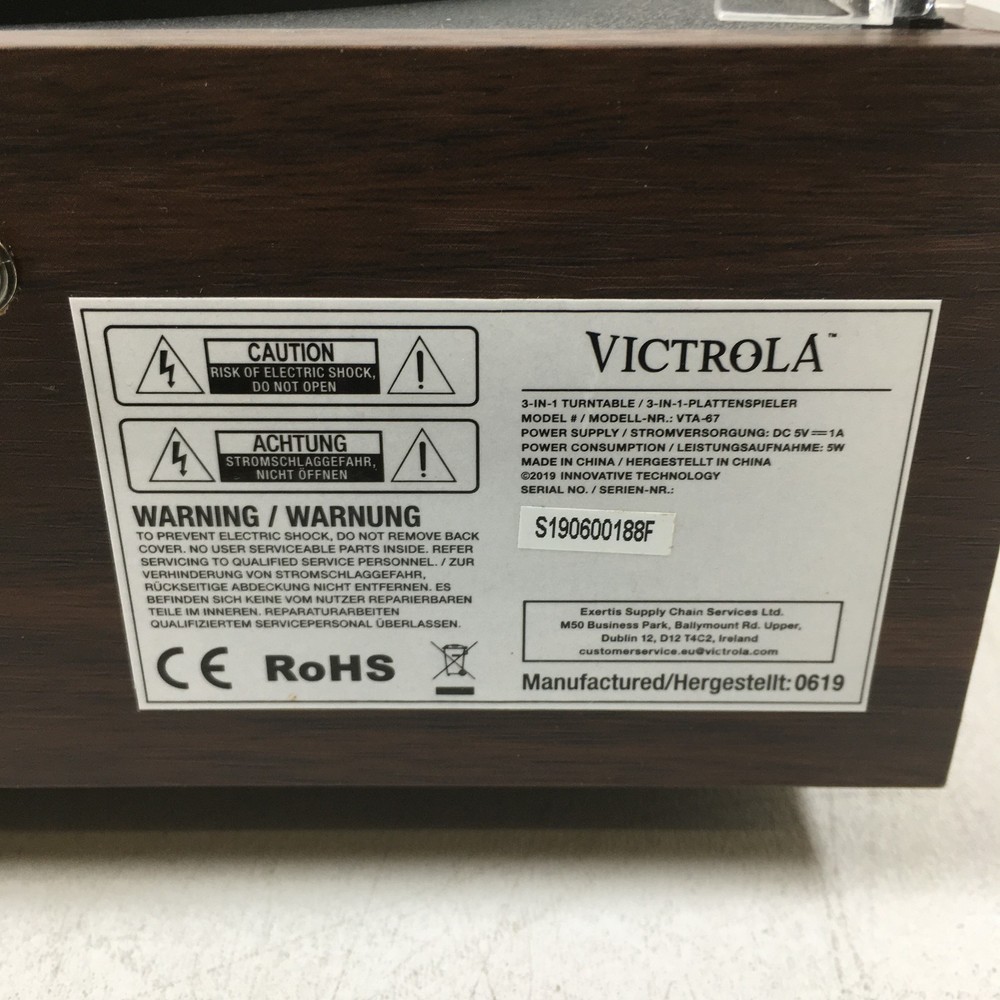 CAUTION
RISK OF ELECTRIC SHOCK,
DO NOT OPEN
ACHTUNG
STROMSCHLAGGEFAHR,
NICHT ÖFFNEN
WARNING / WARNUNG
TO PREVENT ELECTRIC SHOCK, DO NOT REMOVE BACK
COVER. NO USER SERVICEABLE PARTS INSIDE. REFER
SERVICING TO QUALIFIED SERVICE PERSONNEL. / ZUR
VERHINDERUNG VON STROMSCHLAGGEFAHR,
RÜCKSEITIGE ABDECKUNG NICHT ENTFERNEN. ES
BEFINDEN SICH KEINE VOM NUTZER REPARIERBAREN
TEILE IM INNEREN. REPARATURARBEITEN
QUALIFIZIERTEM SERVICEPERSONAL ÜBERLASSEN.
CE RoHS
VICTROLA™
3-IN-1 TURNTABLE / 3-IN-1-PLATTENSPIELER
MODEL # / MODELL-NR.: VTA-67
POWER SUPPLY / STROMVERSORGUNG: DC 5V⎓1A
POWER CONSUMPTION / LEISTUNGSAUFNAHME: 5W
MADE IN CHINA / HERGESTELLT IN CHINA
©2019 INNOVATIVE TECHNOLOGY
SERIAL NO. / SERIEN-NR.:
S190600188F
Exertis Supply Chain Services Ltd.
M50 Business Park, Ballymount Rd. Upper,
Dublin 12, D12 T4C2, Ireland
customerservice.eu@victrola.com
Manufactured/Hergestellt: 0619